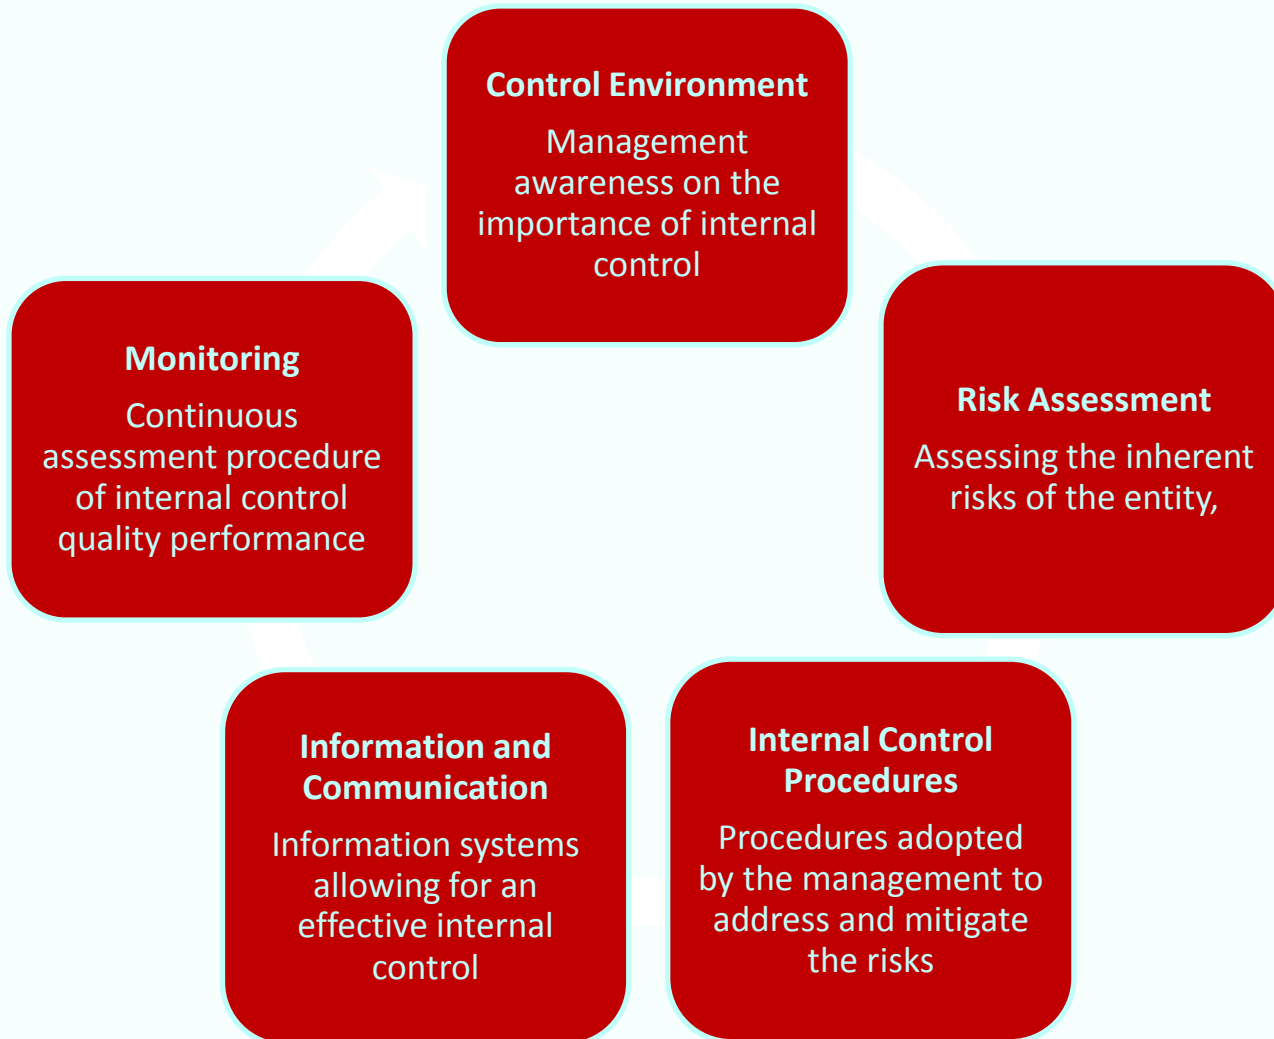 Control Environment
Management
awareness on the
importance of internal
control
Risk Assessment
Assessing the inherent
risks of the entity,
Internal Control
Procedures
Procedures adopted
by the management to
address and mitigate
the risks
Information and
Communication
Information systems
allowing for an
effective internal
control
Monitoring
Continuous
assessment procedure
of internal control
quality performance